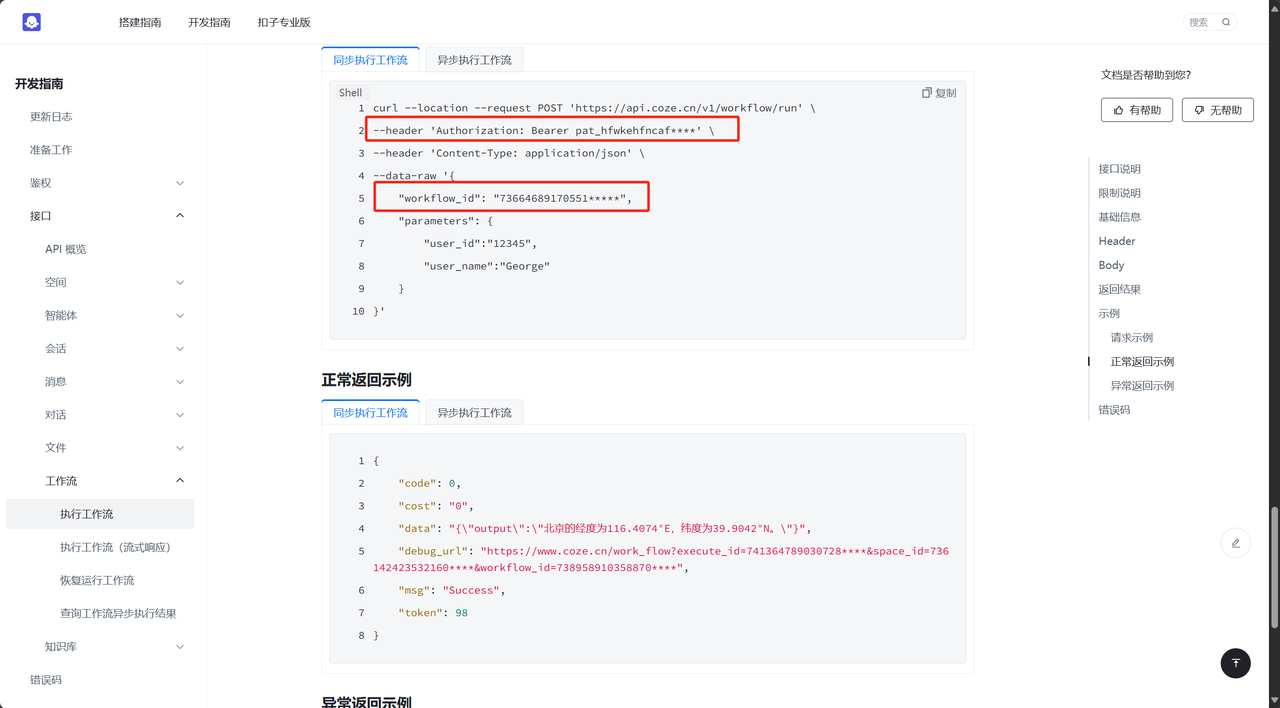 搭建指南
开发指南
扣子专业版
搜索
开发指南
更新日志
准备工作
鉴权
接口
API 概览
空间
智能体
会话
消息
对话
文件
工作流
执行工作流
执行工作流（流式响应）
恢复运行工作流
查询工作流异步执行结果
知识库
错误码
同步执行工作流
异步执行工作流
Shell
复制
1 curl --location --request POST 'https://api.coze.cn/v1/workflow/run' \
2 --header 'Authorization: Bearer pat_hfwkehfncaf****' \
3 --header 'Content-Type: application/json' \
4 --data-raw '{
5 "workflow_id": "73664689170551*****",
6 "parameters": {
7 "user_id":"12345",
8 "user_name":"George"
9 }
10 }'
正常返回示例
同步执行工作流
异步执行工作流
1 {
2 "code": 0,
3 "cost": "0",
4 "data": "{\"output\":\"北京的经度为116.4074°E，纬度为39.9042°N。\"}",
5 "debug_url": "https://www.coze.cn/work_flow?execute_id=741364789030728****&space_id=736
142423532160****&workflow_id=738958910358870****",
6 "msg": "Success",
7 "token": 98
8 }
异常返回示例
文档是否帮助到您?
有帮助
无帮助
接口说明
限制说明
基础信息
Header
Body
返回结果
示例
请求示例
正常返回示例
异常返回示例
错误码